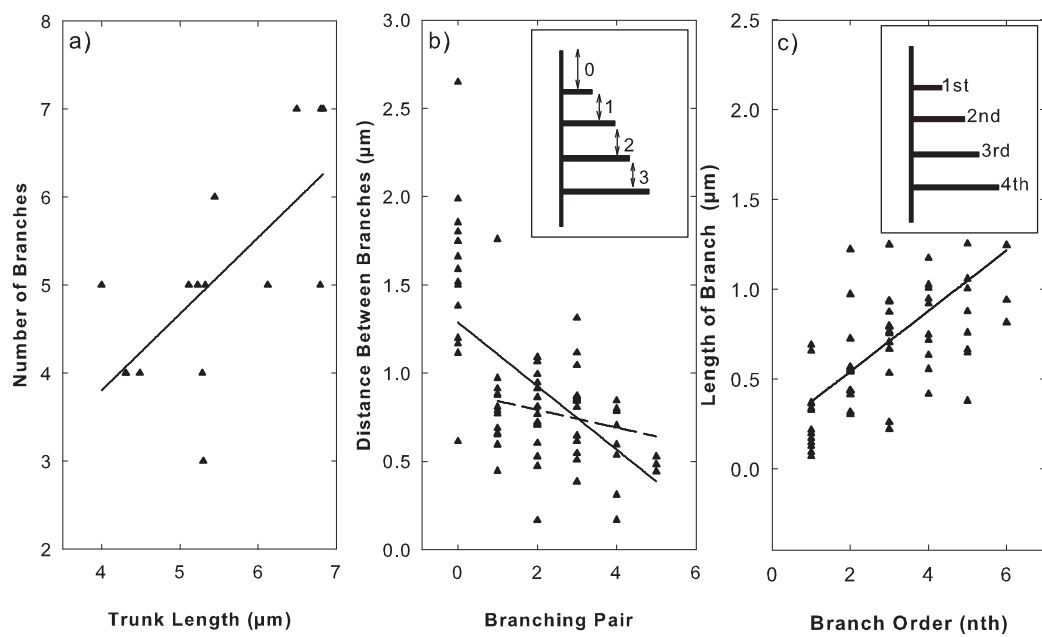 a)
8
7
6
5
4
3
2
Number of Branches
4 5 6 7
Trunk Length (µm)
b)
3.0
2.5
2.0
1.5
1.0
0.5
0.0
Distance Between Branches (µm)
0
1
2
3
0 2 4 6
Branching Pair
c)
2.5
2.0
1.5
1.0
0.5
0.0
Length of Branch (µm)
1st
2nd
3rd
4th
0 2 4 6 8
Branch Order (nth)